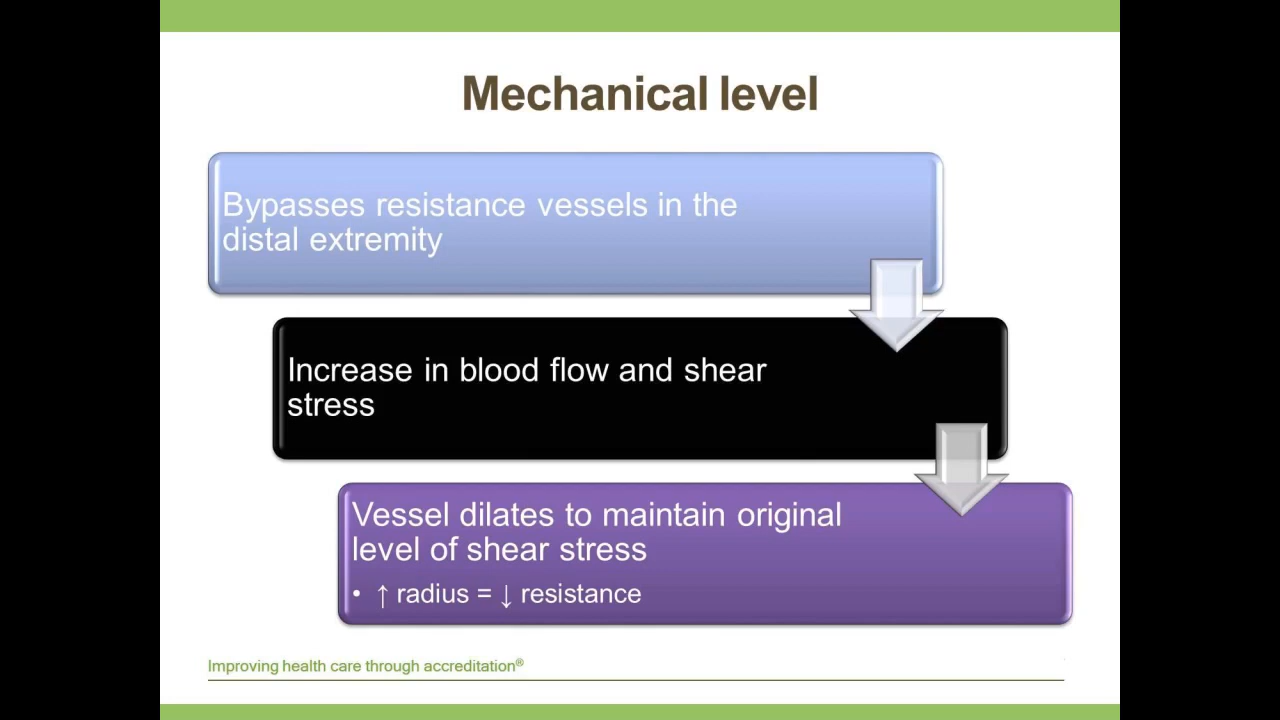 Mechanical level
Bypasses resistance vessels in the
distal extremity
Increase in blood flow and shear
stress
Vessel dilates to maintain original
level of shear stress
• ↑ radius = ↓ resistance
Improving health care through accreditation®